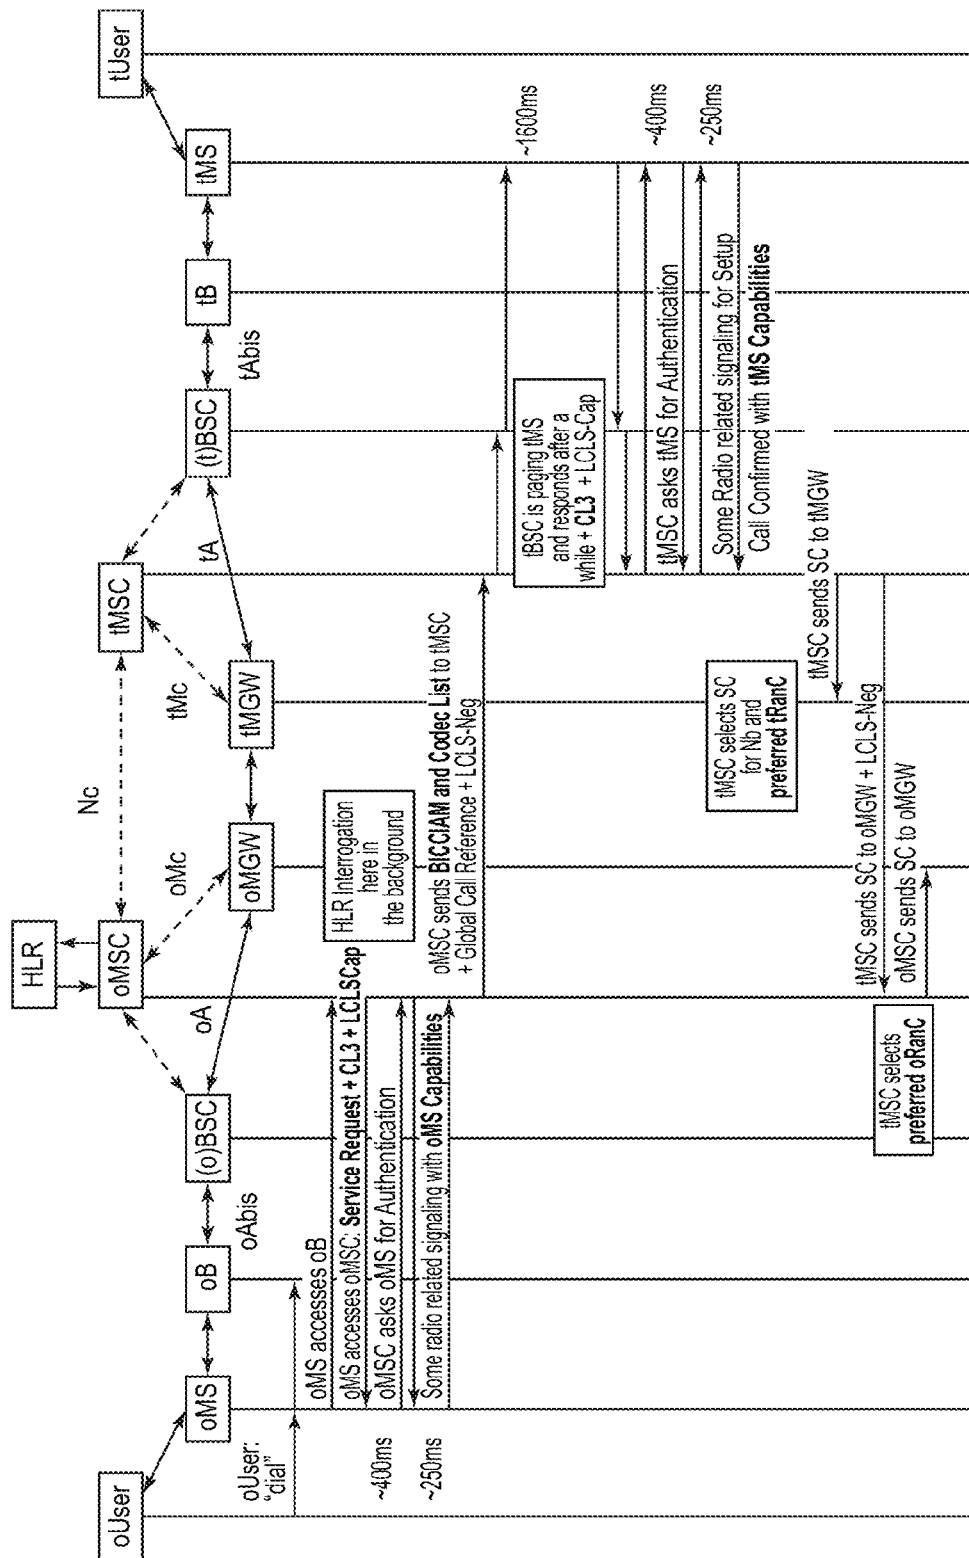 HLR
oUser
oMS
oB
(o)BSC
oMSC
oMGW
tMGW
tMSC
(t)BSC
tB
tMS
tUser
oAbis
oA
oMc
Nc
tMc
tA
tAbis
oUser:
"dial"
oMS accesses oB
oMS accesses oMSC: Service Request + CL3 + LCLSCap
~400ms
oMSC asks oMS for Authentication
~250ms
Some radio related signaling with oMS Capabilities
HLR Interrogation
here in
the background
oMSC sends BICCIAM and Codec List to tMSC
+ Global Call Reference + LCLS-Neg
tBSC is paging tMS
and responds after a
while + CL3 + LCLS-Cap
~1600ms
tMSC asks tMS for Authentication
~400ms
~250ms
Some Radio related signaling for Setup
Call Confirmed with tMS Capabilities
tMSC selects SC
for Nb and
preferred tRanC
tMSC sends SC to tMGW
tMSC sends SC to oMGW + LCLS-Neg
oMSC sends SC to oMGW
tMSC selects
preferred oRanC